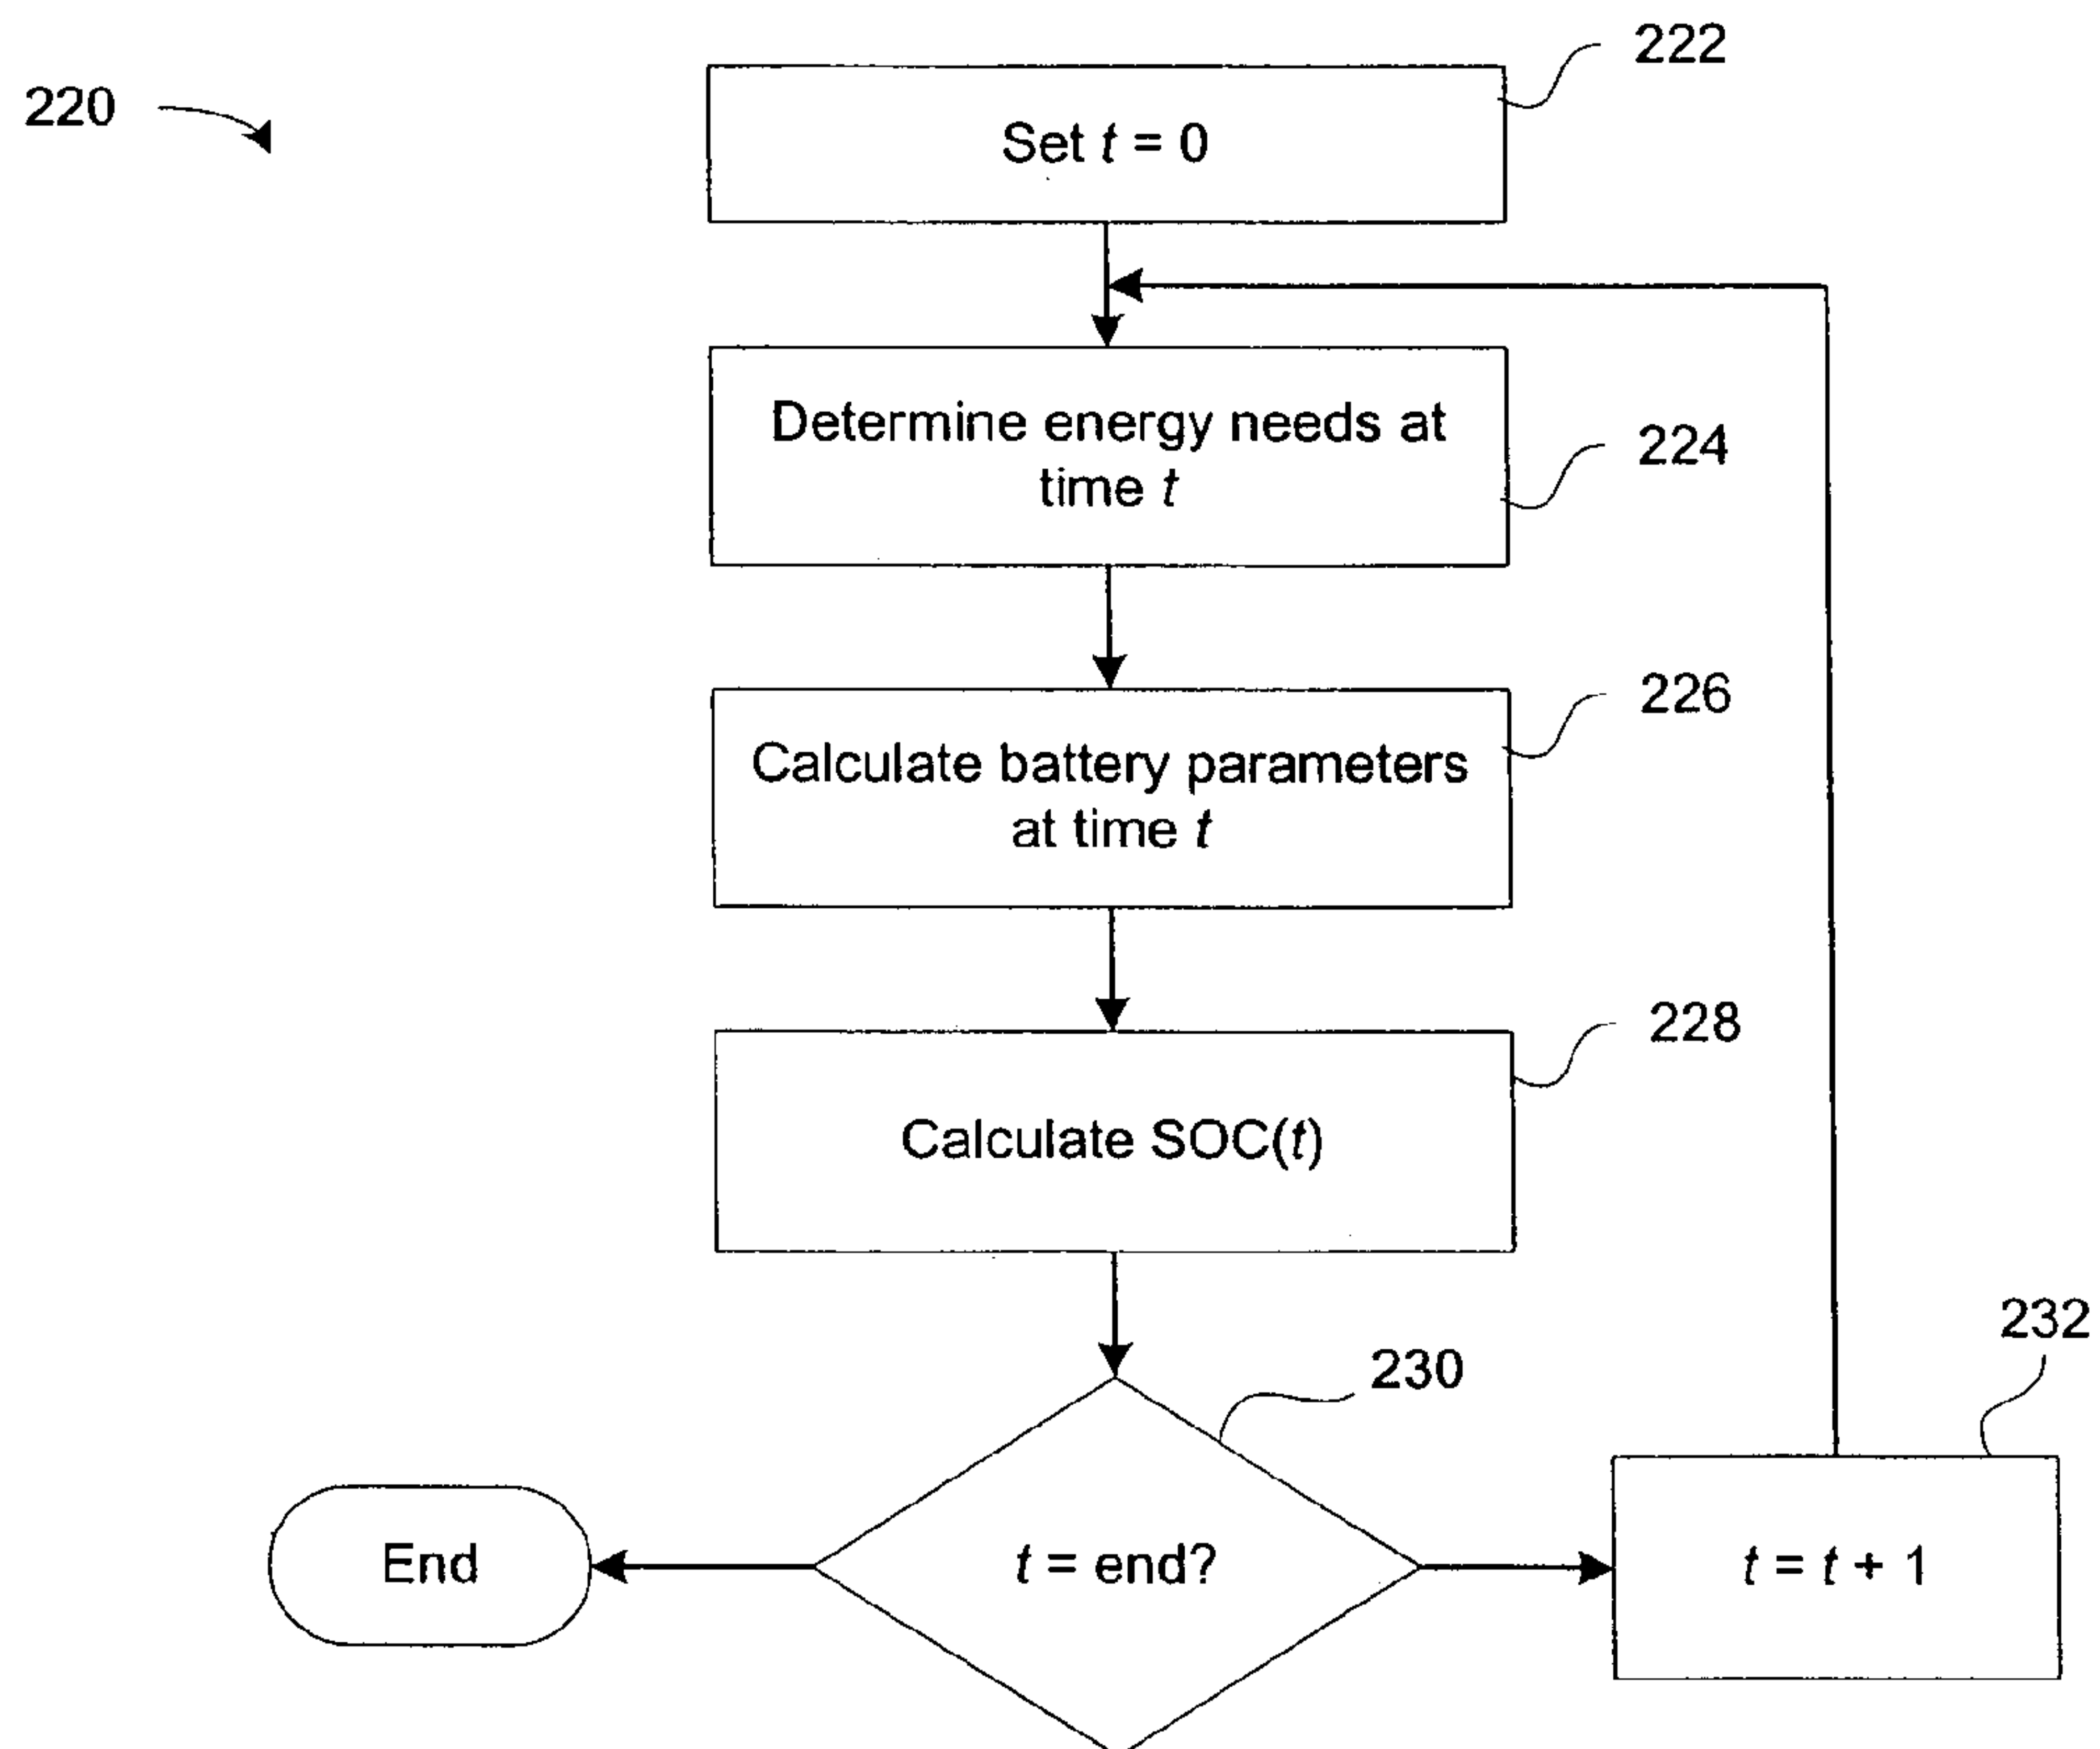 220
222
Set t = 0
Determine energy needs at
time t
224
226
Calculate battery parameters
at time t
228
Calculate SOC(t)
230
232
End
t = end?
t = t + 1